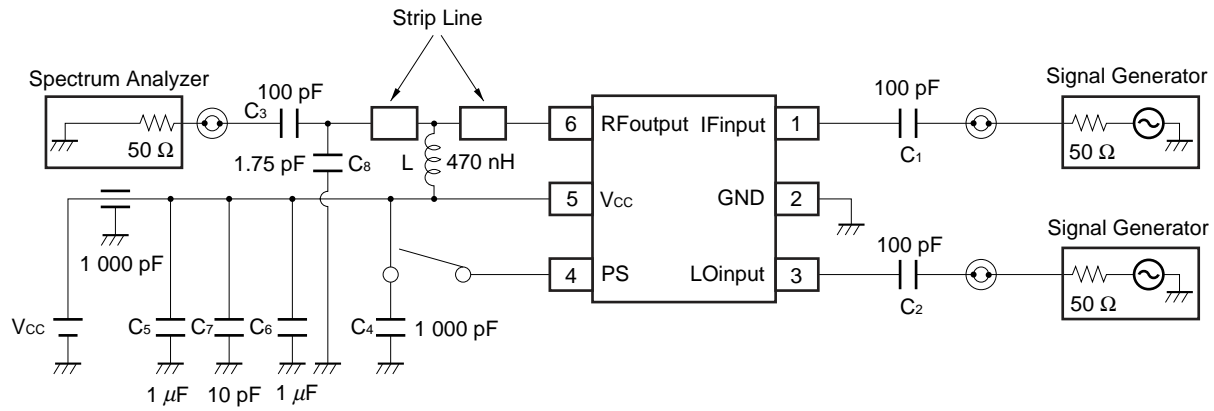 Strip Line
Spectrum Analyzer
50 Ω
100 pF
C3
1.75 pF
C8
L
470 nH
6
RFoutput
IFinput
1
5
VCC
GND
2
4
PS
LOinput
3
100 pF
C1
Signal Generator
50 Ω
100 pF
C2
Signal Generator
50 Ω
1 000 pF
VCC
C5
C7
C6
C4
1 000 pF
1 μF
10 pF
1 μF